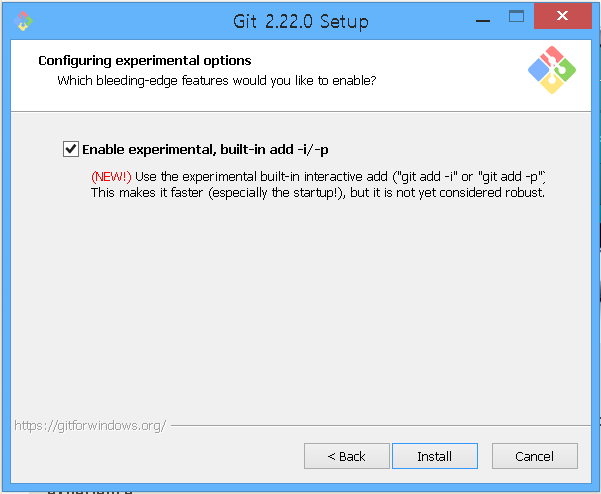 Git 2.22.0 Setup
Configuring experimental options
Which bleeding-edge features would you like to enable?
Enable experimental, built-in add -i/-p
(NEW!) Use the experimental built-in interactive add ("git add -i" or "git add -p")
This makes it faster (especially the startup!), but it is not yet considered robust.
https://gitforwindows.org/
< Back
Install
Cancel